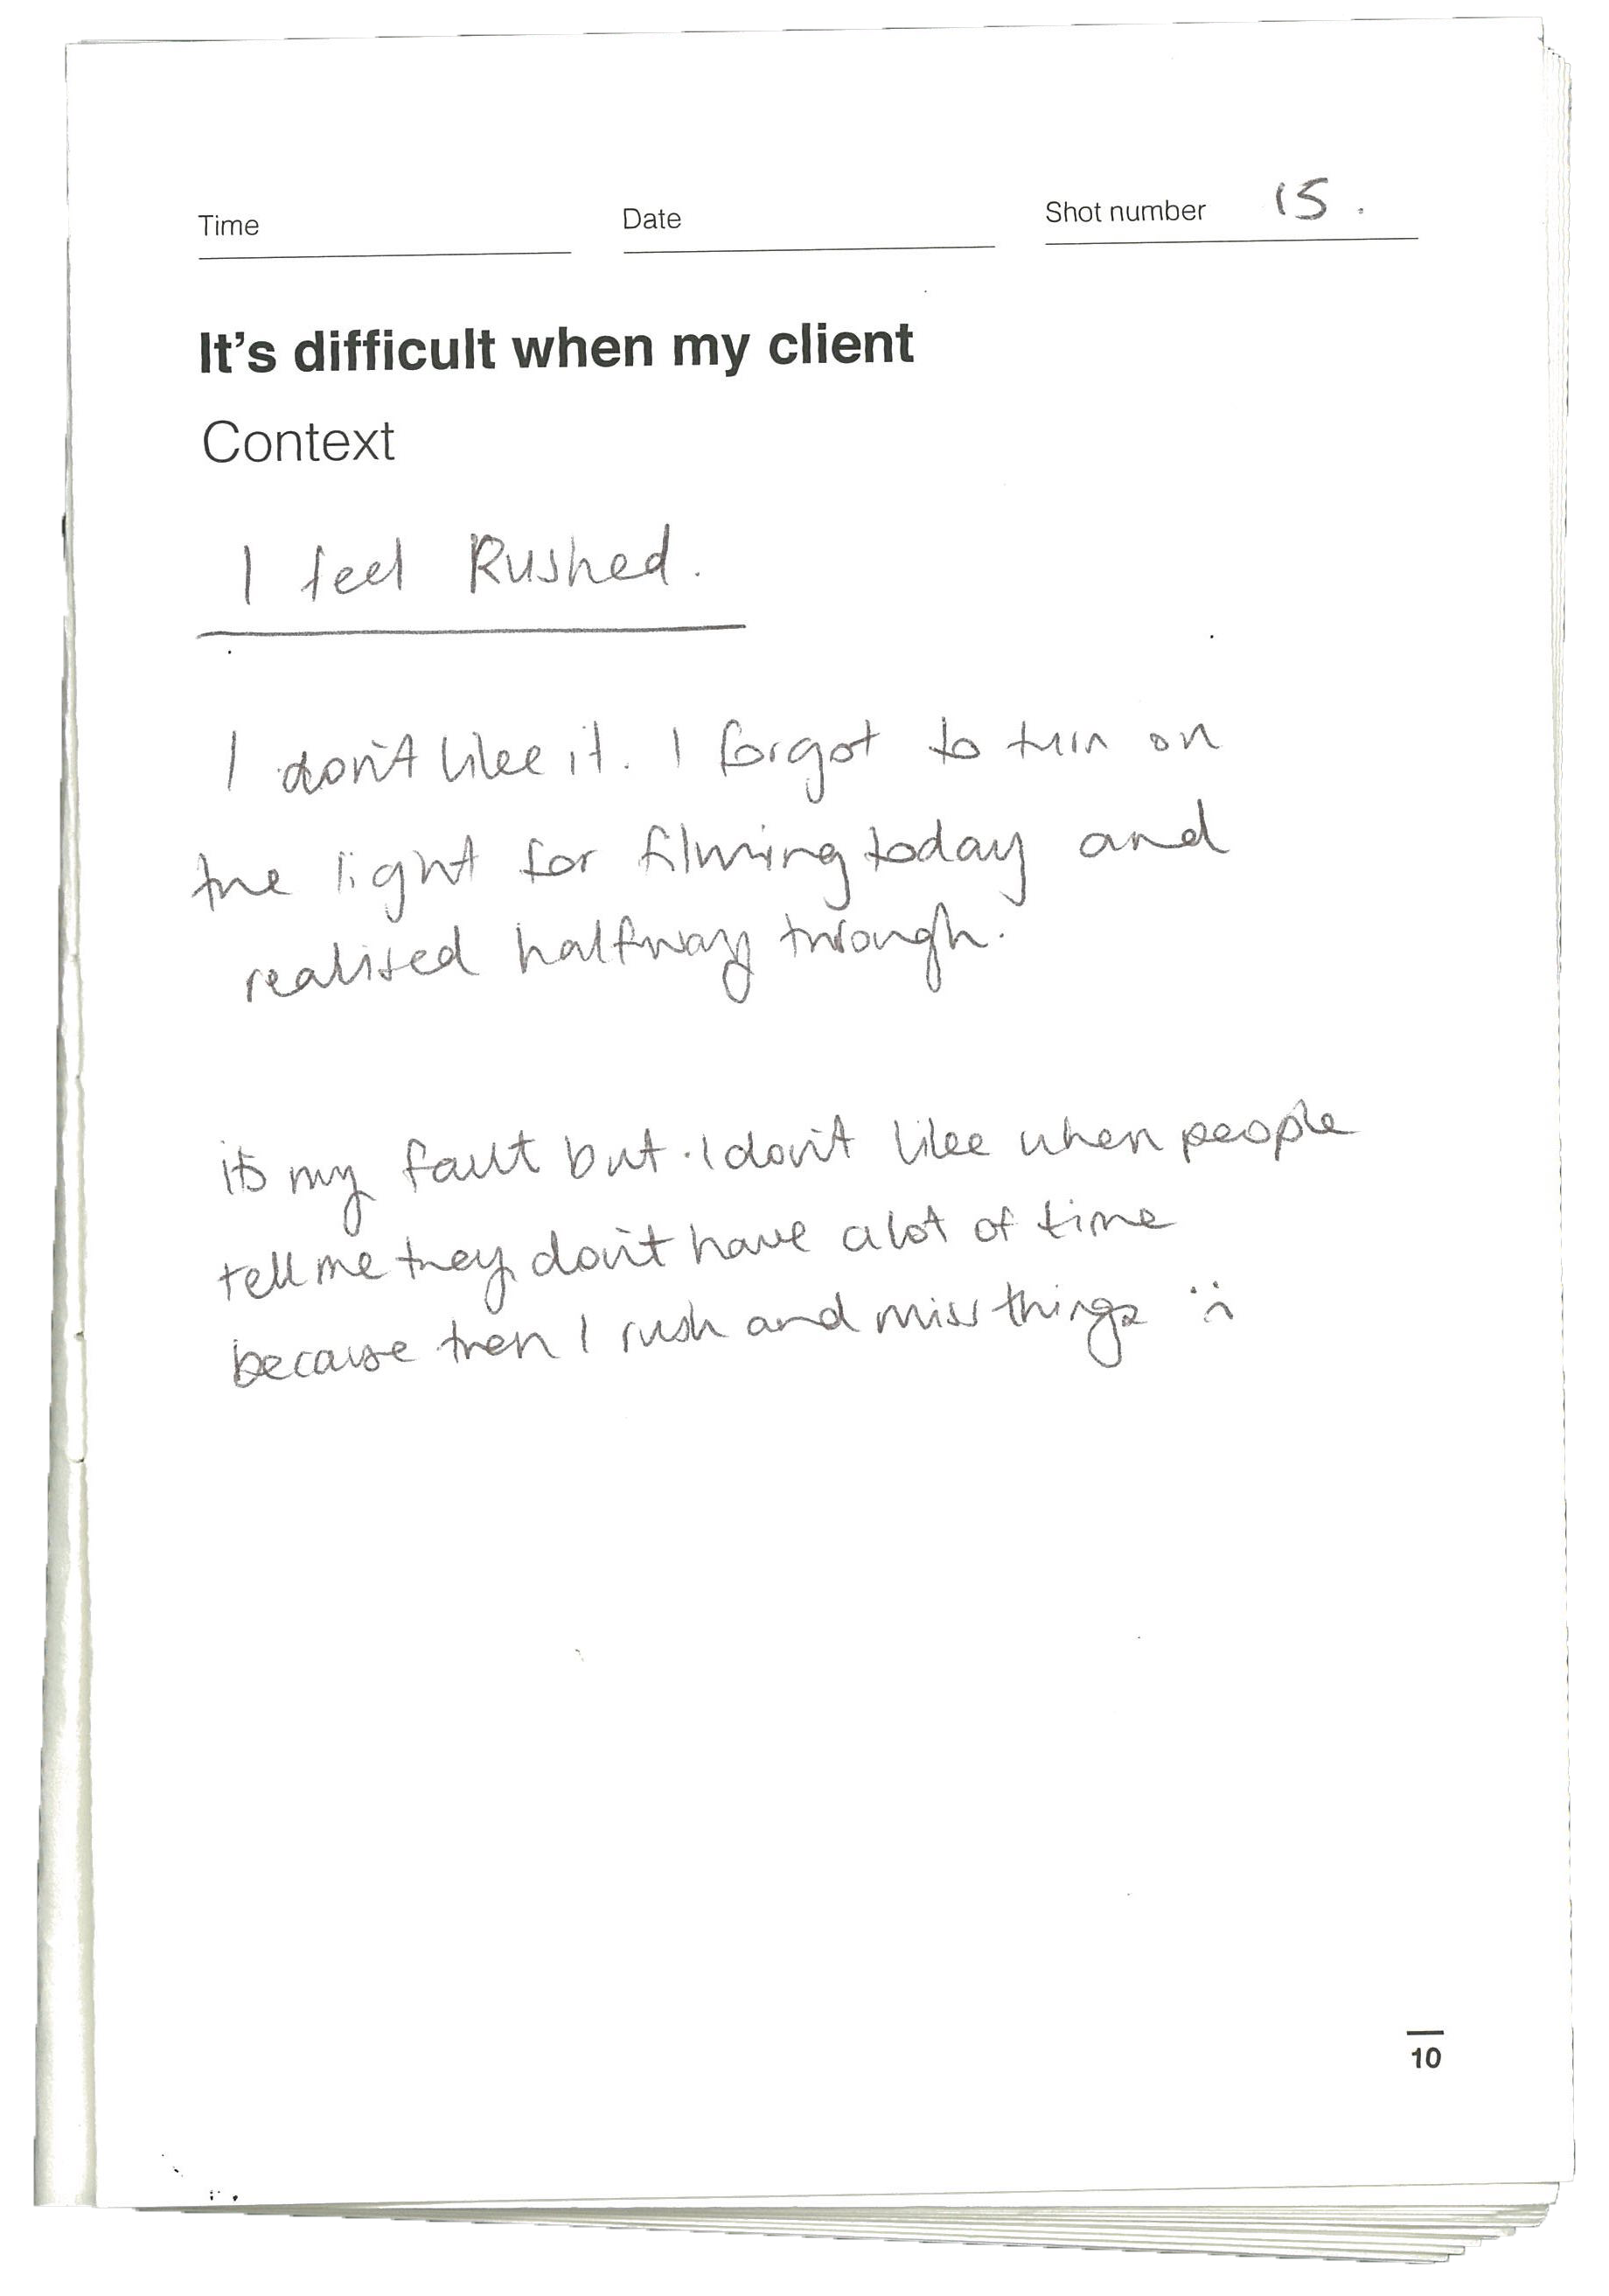 Time Date Shot number 15.
It's difficult when my client
Context
I feel Rushed.
I don't like it. I forgot to turn on
the light for filming today and
realised halfway through.
its my fault but I don't like when people
tell me they don't have a lot of time
because then I rush and miss things :(
10